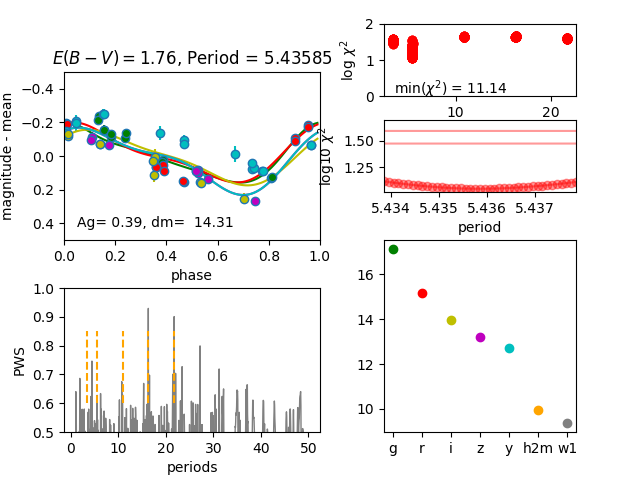 E(B − V) = 1.76, Period = 5.43585
magnitude - mean
−0.4
−0.2
0.0
0.2
0.4
Ag= 0.39, dm=  14.31
0.0 0.2 0.4 0.6 0.8 1.0
phase
log χ²
2
1
0
min(χ²) = 11.14
10 20
log10 χ²
1.50
1.25
5.434 5.435 5.436 5.437
period
PWS
1.0
0.9
0.8
0.7
0.6
0.5
0 10 20 30 40 50
periods
16
14
12
10
g r i z y h2m w1